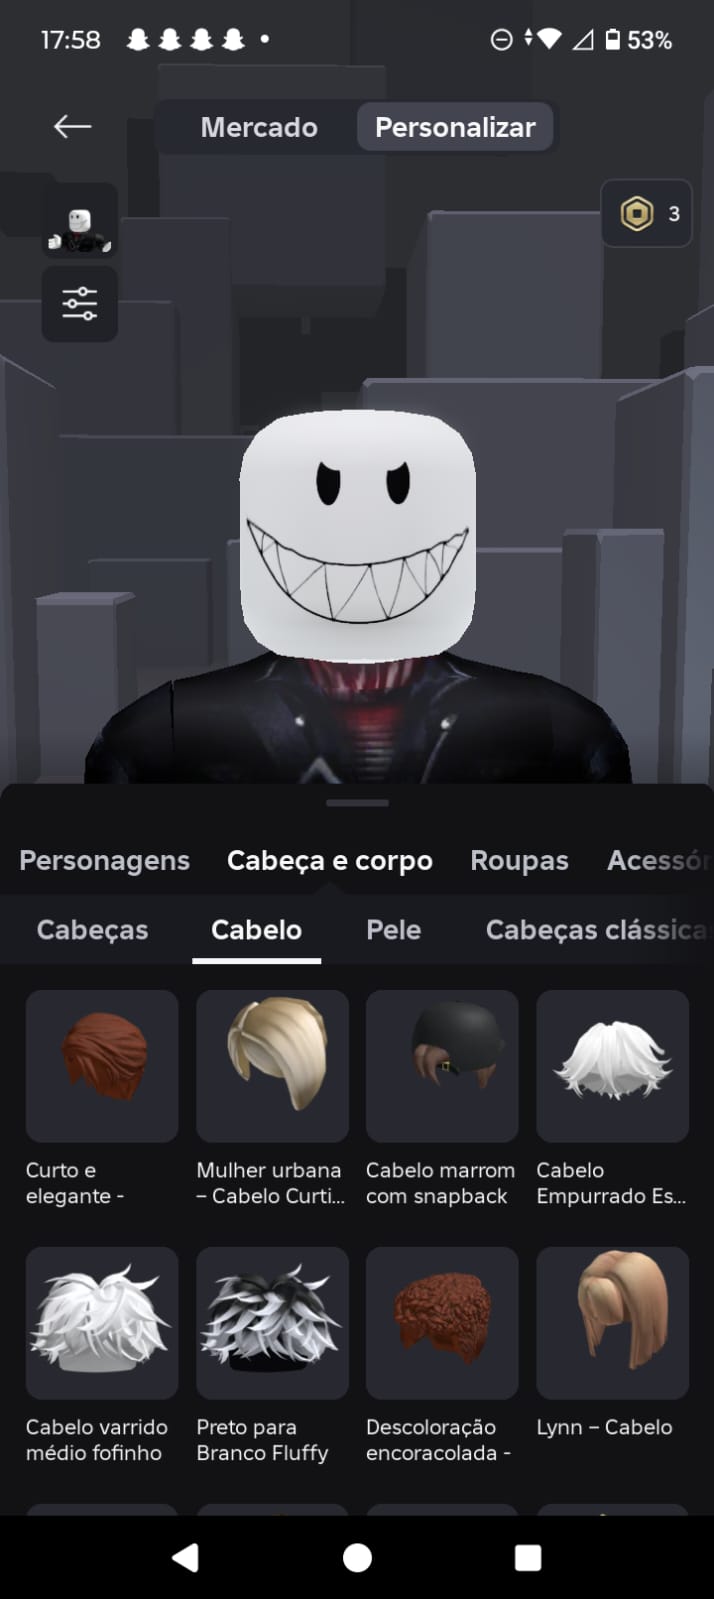 17:58
53%
Mercado
Personalizar
3
Personagens
Cabeça e corpo
Roupas
Acessór
Cabeças
Cabelo
Pele
Cabeças clássica
Curto e
elegante -
Mulher urbana
– Cabelo Curti...
Cabelo marrom
com snapback
Cabelo
Empurrado Es...
Cabelo varrido
médio fofinho
Preto para
Branco Fluffy
Descoloração
encoracolada -
Lynn – Cabelo